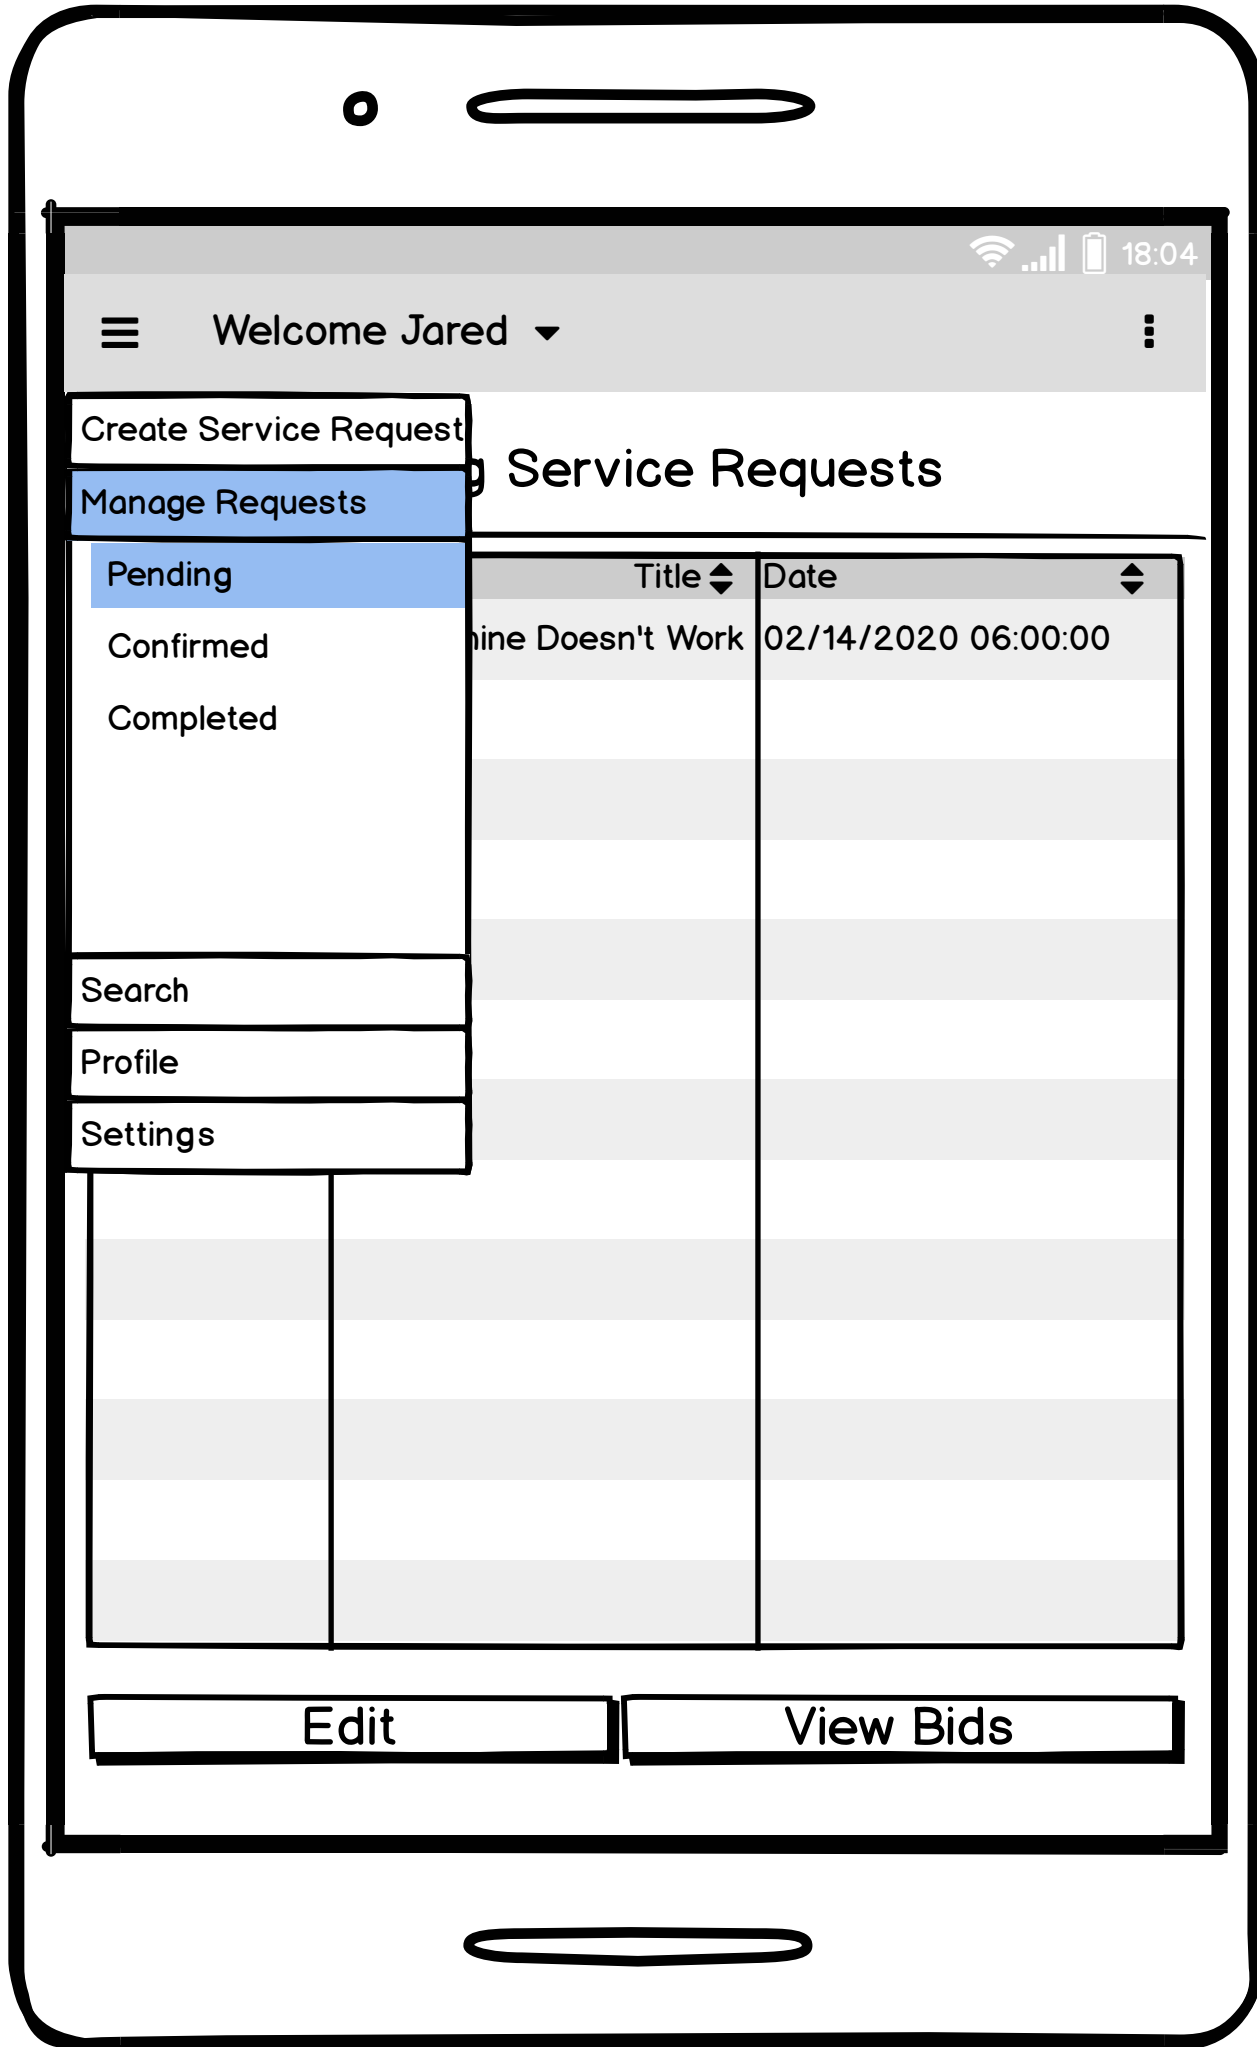 18:04
Welcome Jared
Create Service Request
Service Requests
Manage Requests
Pending
Title Date
Doesn't Work 02/14/2020 06:00:00
Confirmed
Completed
Search
Profile
Settings
Edit View Bids